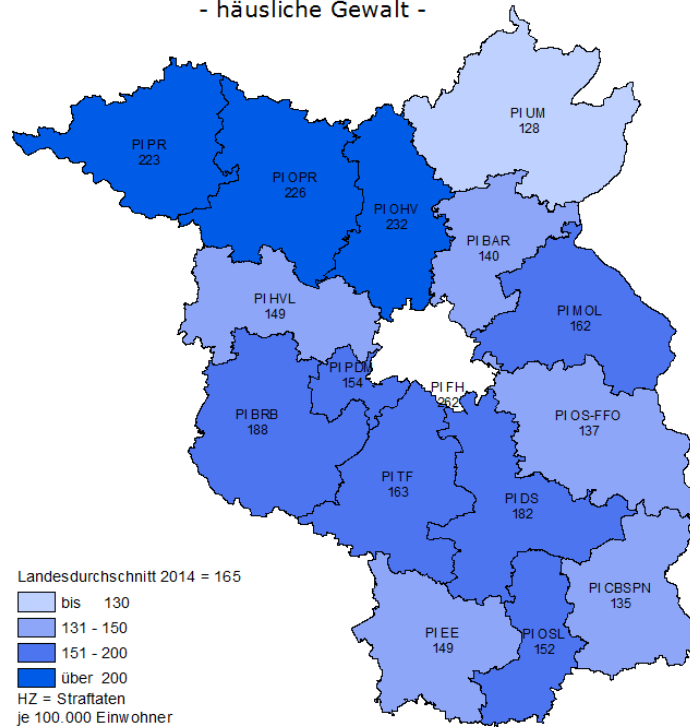 - häusliche Gewalt -
PI UM
128
PI PR
223
PI OPR
226
PI OHV
232
PI BAR
140
PI HVL
149
PI MOL
162
PI PDM
154
PI FH
262
PI BRB
188
PI OS-FFO
137
PI TF
163
PI DS
182
PI CBSPN
135
PI EE
149
PI OSL
152
Landesdurchschnitt 2014 = 165
bis 130
131 - 150
151 - 200
über 200
HZ = Straftaten
je 100.000 Einwohner